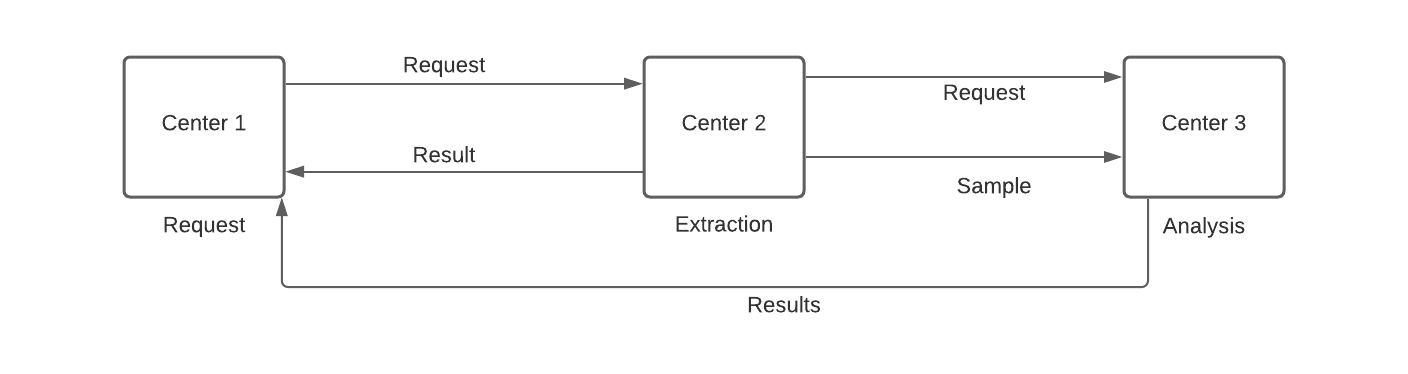 Request
Center 1
Center 2
Center 3
Request
Result
Sample
Request
Extraction
Analysis
Results